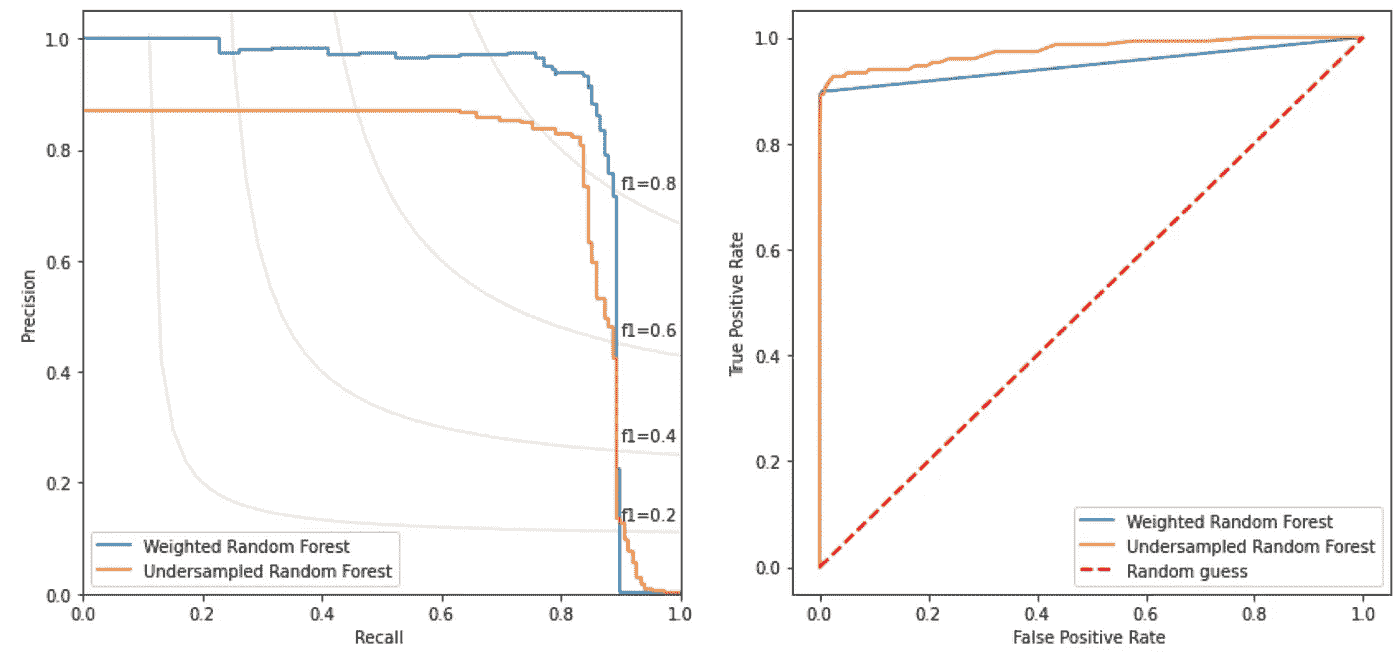 1.0
0.8
0.6
0.4
0.2
0.0
Precision
f1=0.8
f1=0.6
f1=0.4
f1=0.2
Weighted Random Forest
Undersampled Random Forest
0.0 0.2 0.4 0.6 0.8 1.0
Recall
1.0
0.8
0.6
0.4
0.2
0.0
True Positive Rate
Weighted Random Forest
Undersampled Random Forest
Random guess
0.0 0.2 0.4 0.6 0.8 1.0
False Positive Rate